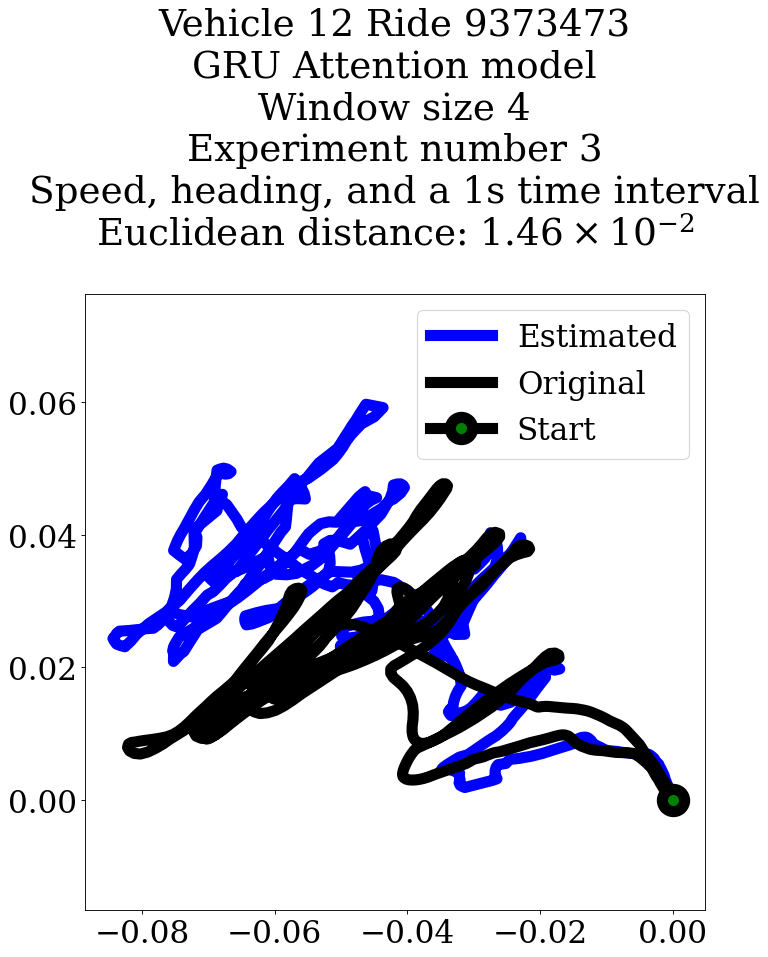 Vehicle 12 Ride 9373473
GRU Attention model
Window size 4
Experiment number 3
Speed, heading, and a 1s time interval
Euclidean distance: 1.46 × 10⁻²
Estimated
Original
Start
0.06
0.04
0.02
0.00
−0.08 −0.06 −0.04 −0.02 0.00